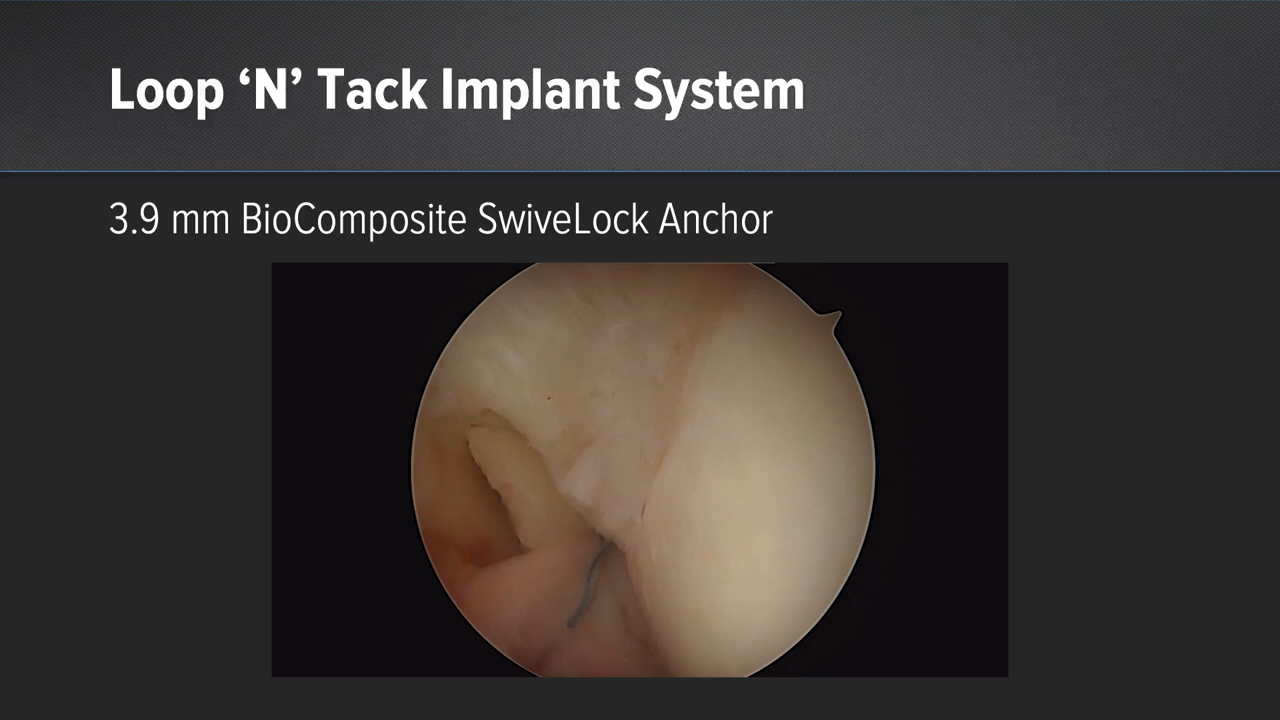 Loop ‘N’ Tack Implant System
3.9 mm BioComposite SwiveLock Anchor